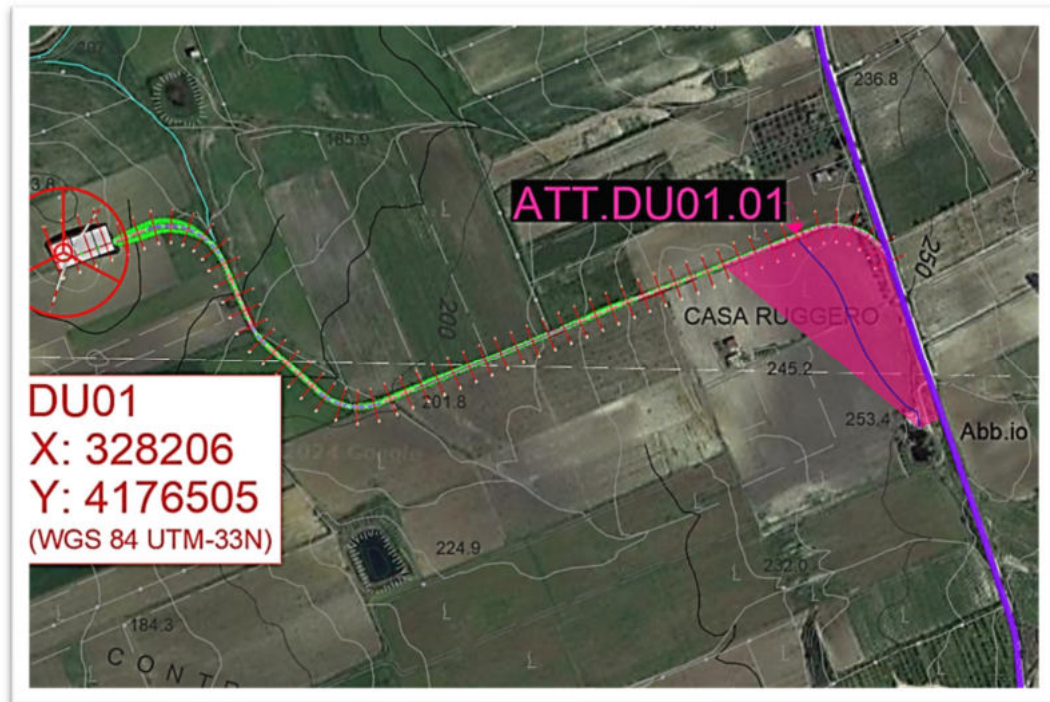 236.8
185.9
ATT.DU01.01
250
200
CASA RUGGERO
245.2
201.8
253.4
Abb.io
DU01
X: 328206
Y: 4176505
(WGS 84 UTM-33N)
224.9
232.0
184.3